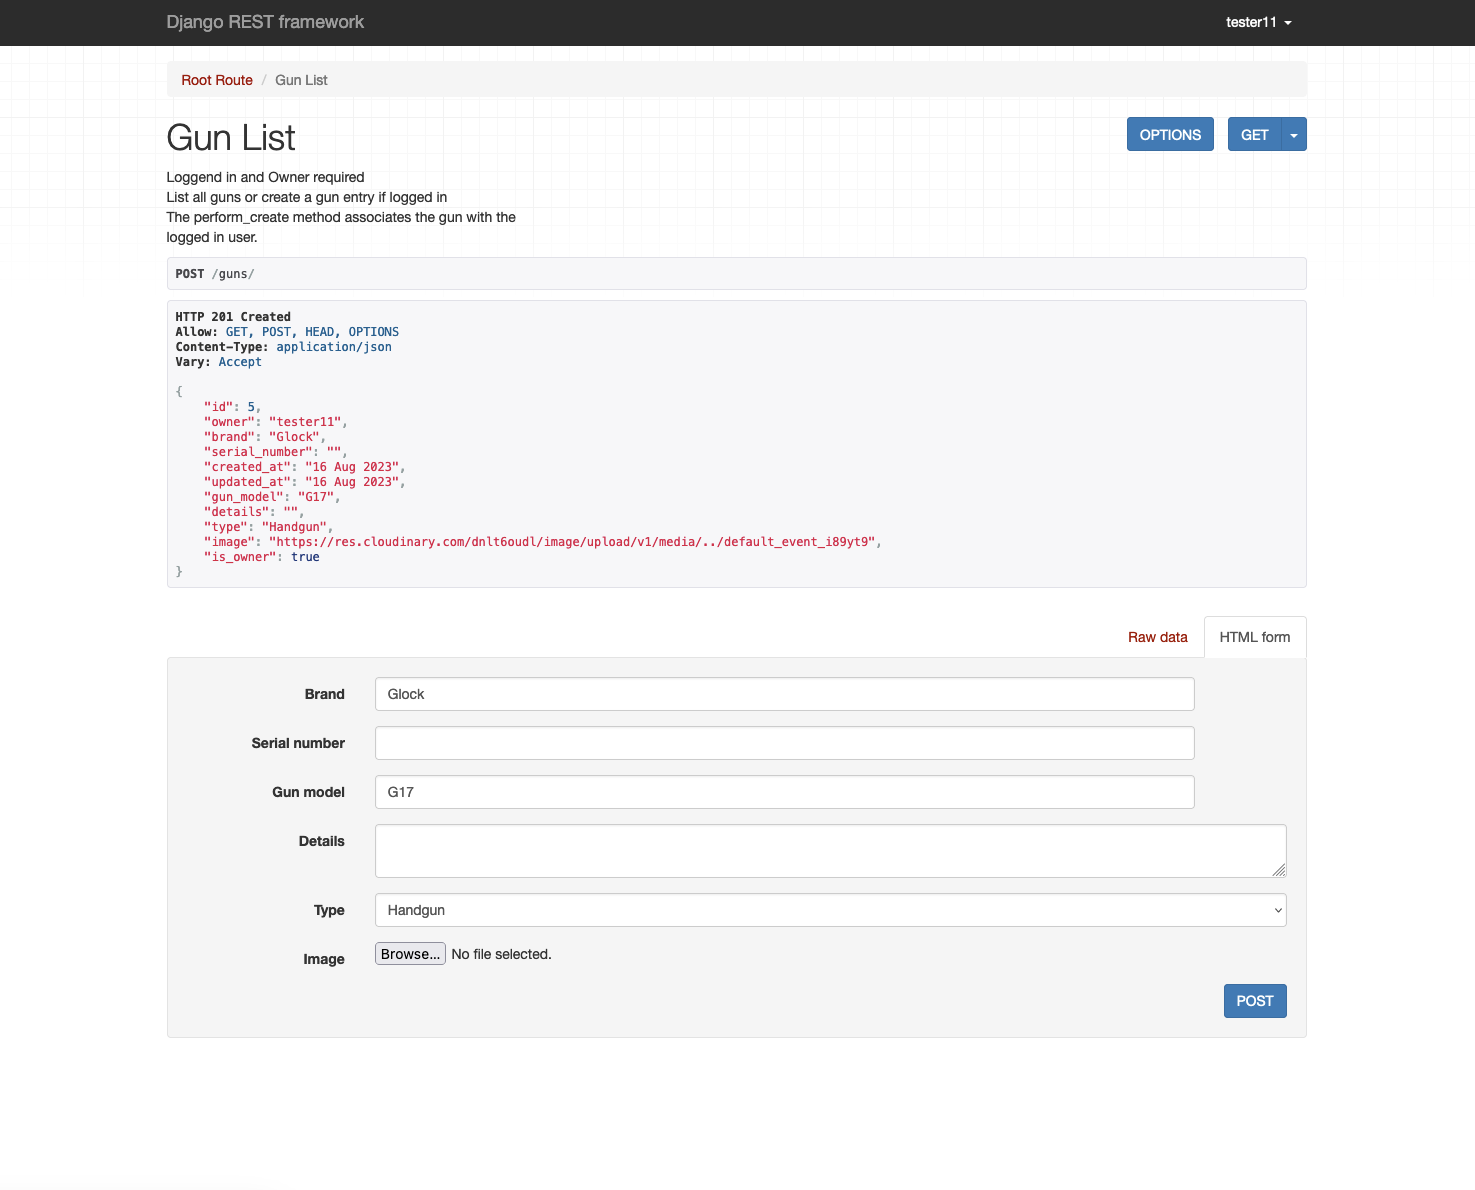 Django REST framework
tester11
Root Route / Gun List
Gun List
OPTIONS
GET
Loggend in and Owner required
List all guns or create a gun entry if logged in
The perform_create method associates the gun with the
logged in user.
POST /guns/
HTTP 201 Created
Allow: GET, POST, HEAD, OPTIONS
Content-Type: application/json
Vary: Accept
{
"id": 5,
"owner": "tester11",
"brand": "Glock",
"serial_number": "",
"created_at": "16 Aug 2023",
"updated_at": "16 Aug 2023",
"gun_model": "G17",
"details": "",
"type": "Handgun",
"image": "https://res.cloudinary.com/dnlt6oudl/image/upload/v1/media/../default_event_i89yt9",
"is_owner": true
}
Raw data
HTML form
Brand Glock
Serial number
Gun model G17
Details
Type Handgun
Image Browse... No file selected.
POST